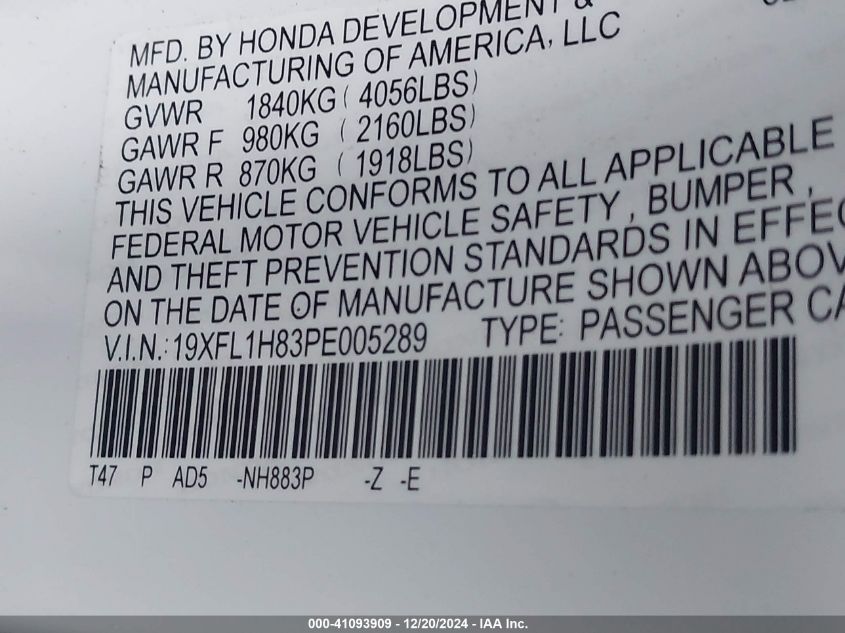 MFD. BY HONDA DEVELOPMENT &
MANUFACTURING OF AMERICA, LLC
GVWR 1840KG ( 4056LBS)
GAWR F 980KG ( 2160LBS)
GAWR R 870KG ( 1918LBS)
THIS VEHICLE CONFORMS TO ALL APPLICABLE
FEDERAL MOTOR VEHICLE SAFETY , BUMPER ,
AND THEFT PREVENTION STANDARDS IN EFFEC
ON THE DATE OF MANUFACTURE SHOWN ABOV
V.I.N.: 19XFL1H83PE005289 TYPE: PASSENGER CA
T47 P AD5 -NH883P -Z -E
000-41093909 - 12/20/2024 - IAA Inc.